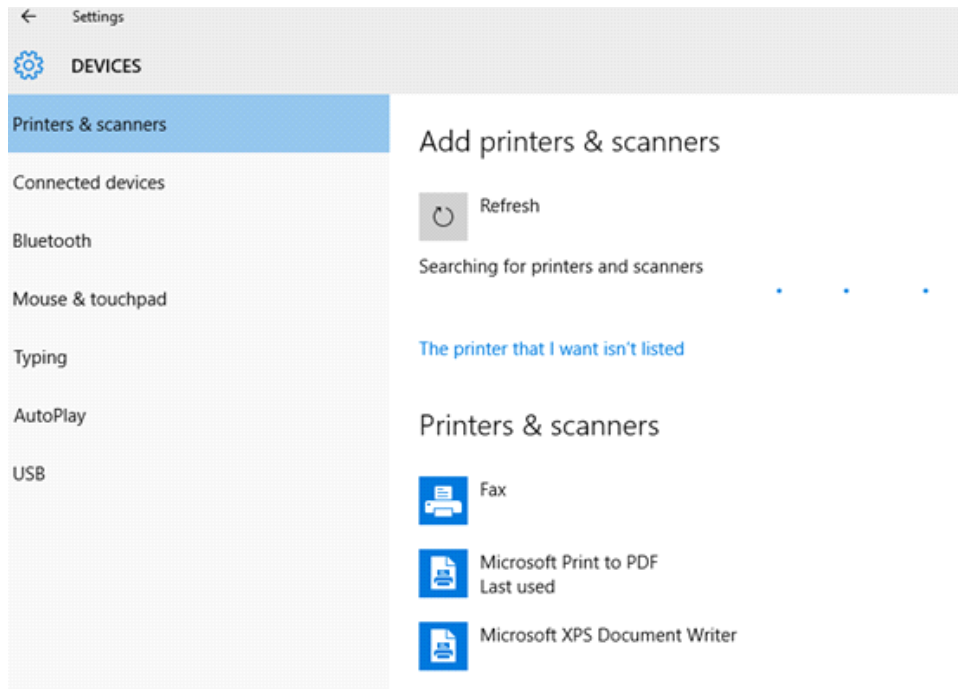 Settings
DEVICES
Printers & scanners
Connected devices
Bluetooth
Mouse & touchpad
Typing
AutoPlay
USB
Add printers & scanners
Refresh
Searching for printers and scanners
The printer that I want isn't listed
Printers & scanners
Fax
Microsoft Print to PDF
Last used
Microsoft XPS Document Writer